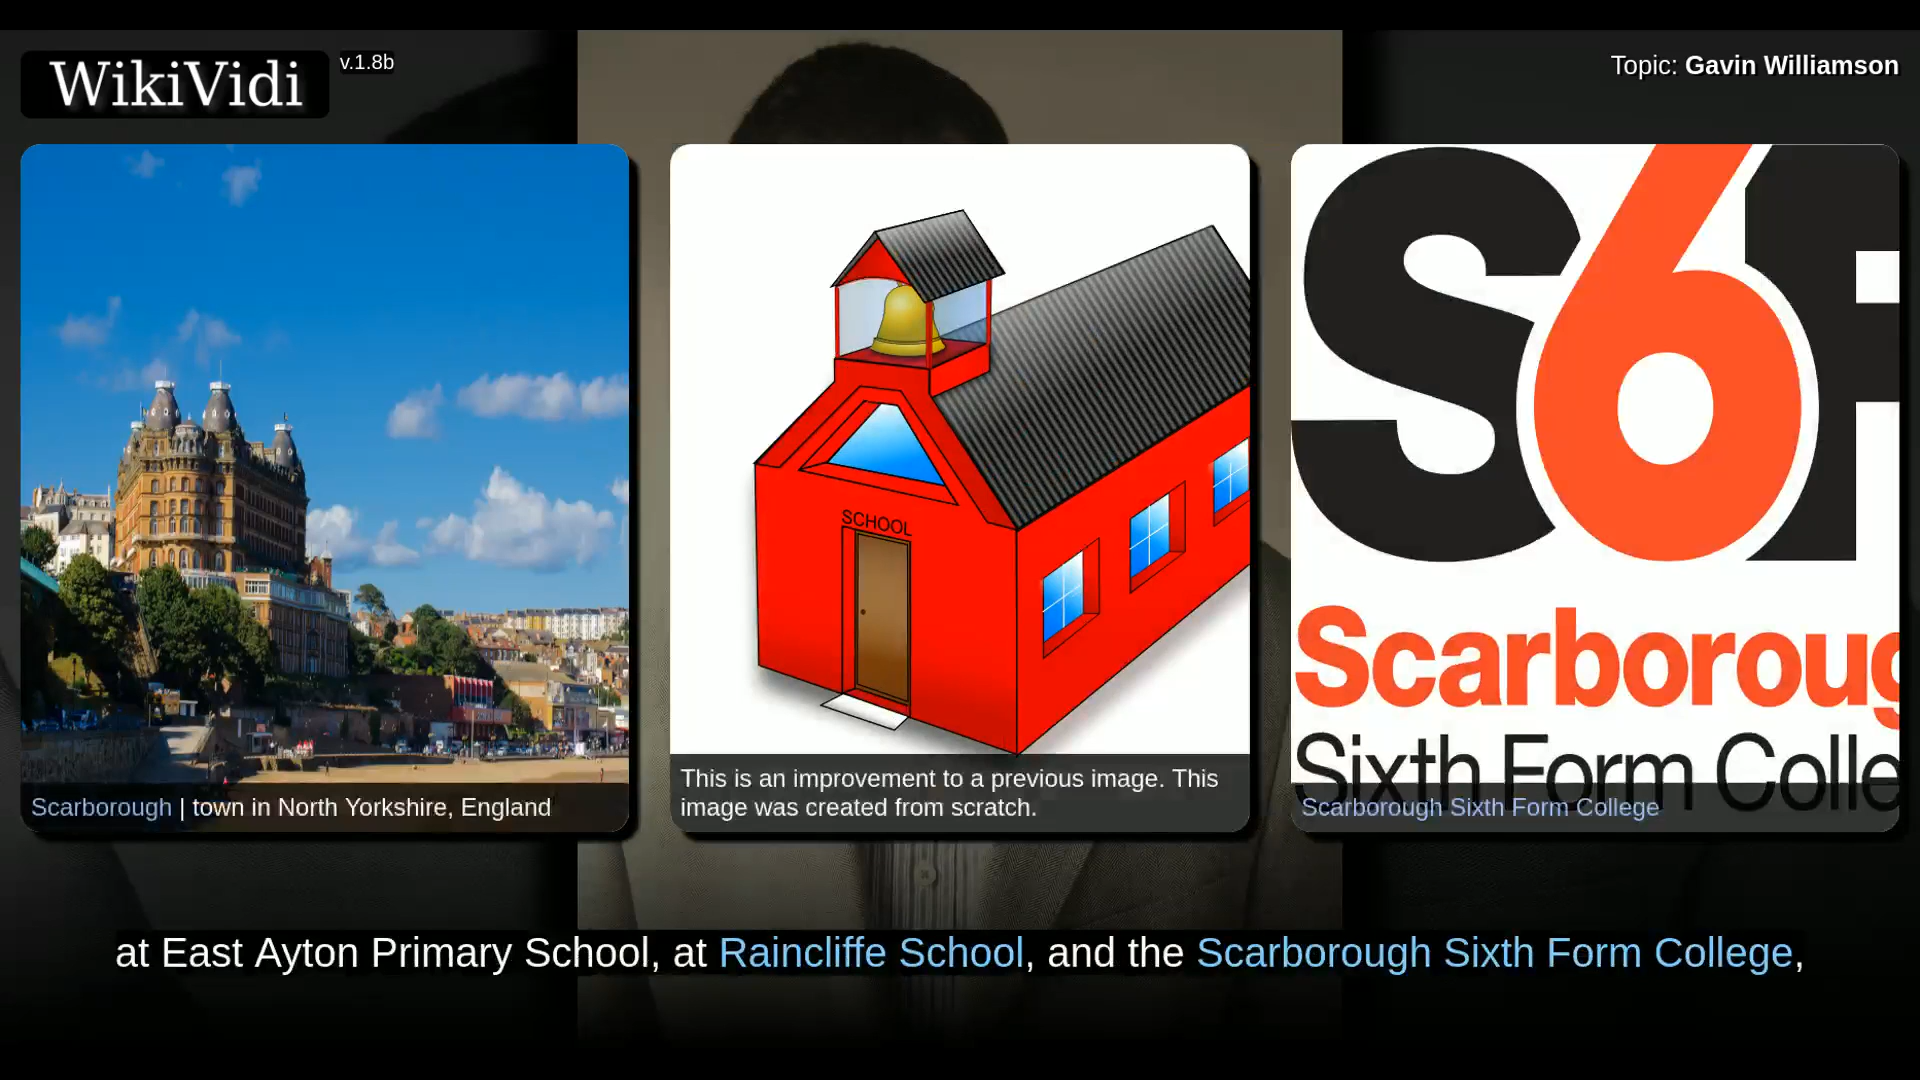 WikiVidi
v.1.8b
Topic: Gavin Williamson
SCHOOL
S6F
Scarboroug
Sixth Form Colle
Scarborough | town in North Yorkshire, England
This is an improvement to a previous image. This
image was created from scratch.
Scarborough Sixth Form College
at East Ayton Primary School, at Raincliffe School, and the Scarborough Sixth Form College,